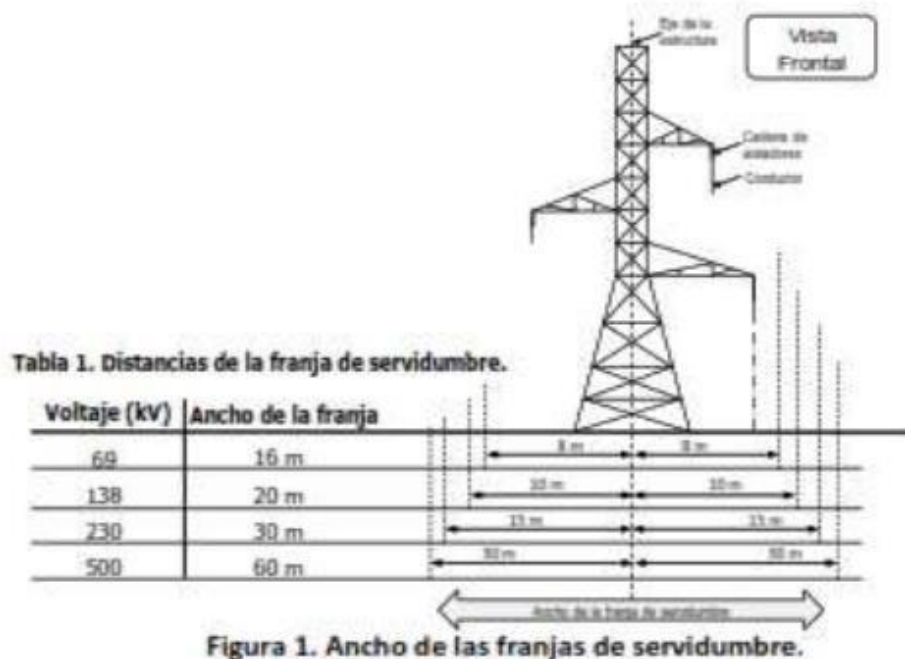 Eje de la
estructura
Vista
Frontal
Cadena de
aisladores
Conductor
Tabla 1. Distancias de la franja de servidumbre.
Voltaje (kV) Ancho de la franja
69 16 m 8 m 8 m
138 20 m 10 m 10 m
230 30 m 15 m 15 m
500 60 m 30 m 30 m
Ancho de la franja de servidumbre
Figura 1. Ancho de las franjas de servidumbre.